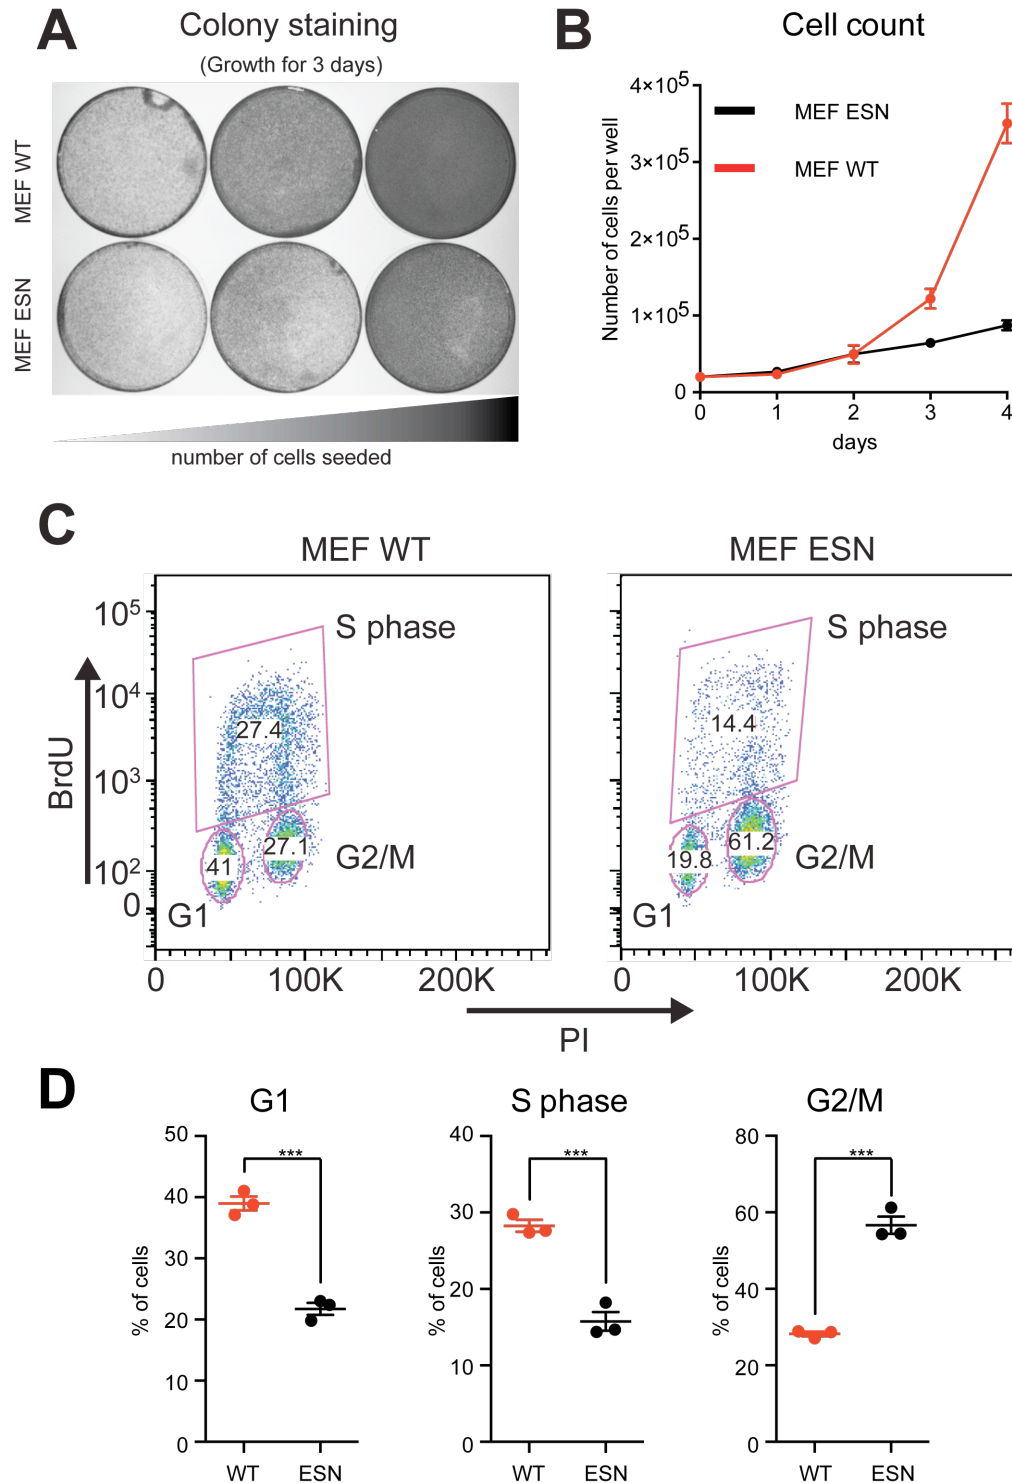 A
Colony staining
(Growth for 3 days)
MEF WT
MEF ESN
number of cells seeded
B
Cell count
Number of cells per well
4×10⁵
3×10⁵
2×10⁵
1×10⁵
0
MEF ESN
MEF WT
0 1 2 3 4
days
C
MEF WT
MEF ESN
BrdU
10⁵
10⁴
10³
10²
0
S phase
27.4
41
27.1
G2/M
G1
0 100K 200K
S phase
14.4
19.8
61.2
G2/M
G1
0 100K 200K
PI
D
G1
% of cells
50
40
30
20
10
0
***
WT ESN
S phase
% of cells
40
30
20
10
0
***
WT ESN
G2/M
% of cells
80
60
40
20
0
***
WT ESN